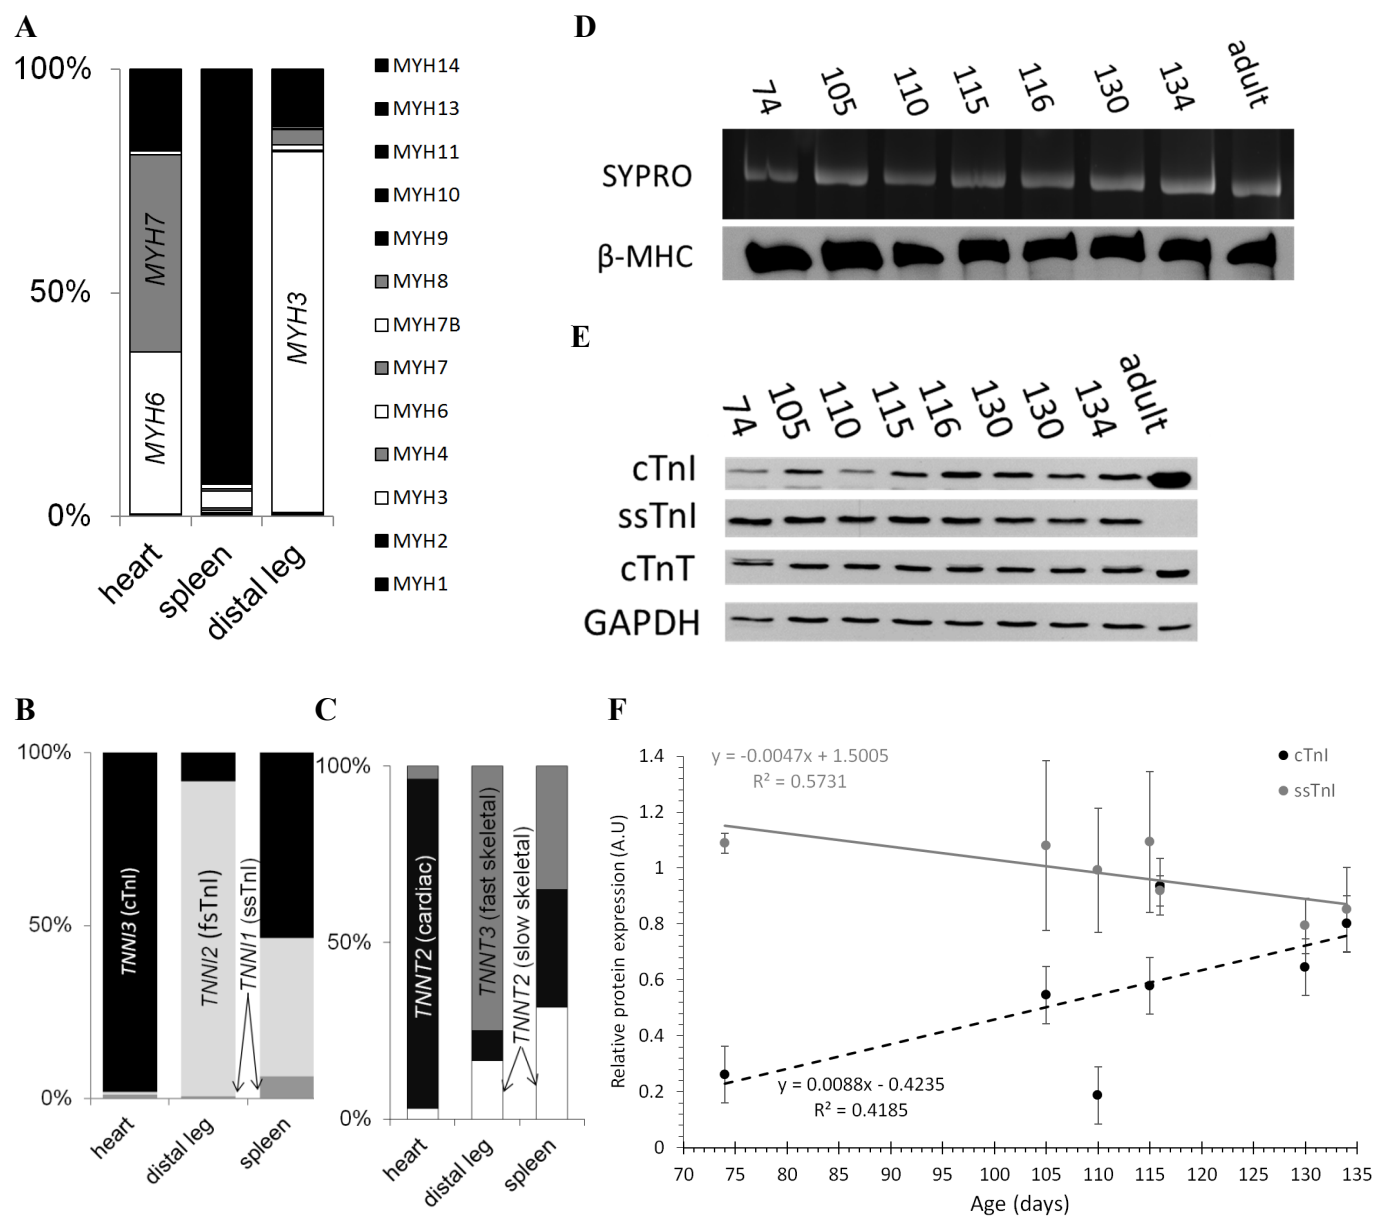 A
100%
50%
0%
MYH7
MYH6
MYH3
heart
spleen
distal leg
MYH14
MYH13
MYH11
MYH10
MYH9
MYH8
MYH7B
MYH7
MYH6
MYH4
MYH3
MYH2
MYH1
D
74 105 110 115 116 130 134 adult
SYPRO
β-MHC
E
74 105 110 115 116 130 130 134 adult
cTnI
ssTnI
cTnT
GAPDH
B
100%
50%
0%
TNNI3 (cTnI)
TNNI2 (fsTnI)
TNNI1 (ssTnI)
heart
distal leg
spleen
C
100%
50%
0%
TNNT2 (cardiac)
TNNT3 (fast skeletal)
TNNT2 (slow skeletal)
heart
distal leg
spleen
F
y = -0.0047x + 1.5005
R² = 0.5731
cTnI
ssTnI
1.4
1.2
1
0.8
0.6
0.4
0.2
0
Relative protein expression (A.U)
y = 0.0088x - 0.4235
R² = 0.4185
70 75 80 85 90 95 100 105 110 115 120 125 130 135
Age (days)